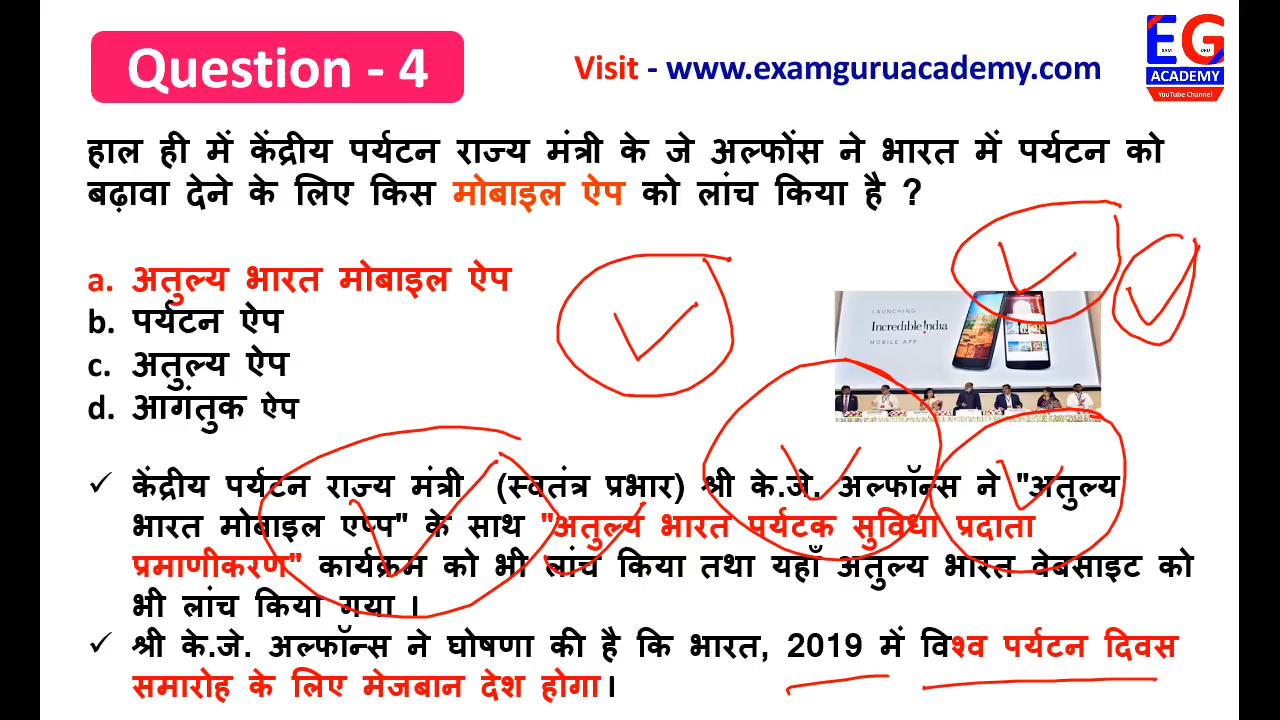 Question - 4
Visit - www.examguruacademy.com
EG
EXAM GURU
ACADEMY
YouTube Channel
हाल ही में केंद्रीय पर्यटन राज्य मंत्री के जे अल्फोंस ने भारत में पर्यटन को
बढ़ावा देने के लिए किस मोबाइल ऐप को लांच किया है ?
a. अतुल्य भारत मोबाइल ऐप
b. पर्यटन ऐप
c. अतुल्य ऐप
d. आगंतुक ऐप
LAUNCHING
Incredible India
MOBILE APP
✓ केंद्रीय पर्यटन राज्य मंत्री (स्वतंत्र प्रभार) श्री के.जे. अल्फॉन्स ने "अतुल्य
भारत मोबाइल एप्प" के साथ "अतुल्य भारत पर्यटक सुविधा प्रदाता
प्रमाणीकरण" कार्यक्रम को भी लांच किया तथा यहाँ अतुल्य भारत वेबसाइट को
भी लांच किया गया ।
✓ श्री के.जे. अल्फॉन्स ने घोषणा की है कि भारत, 2019 में विश्व पर्यटन दिवस
समारोह के लिए मेजबान देश होगा।